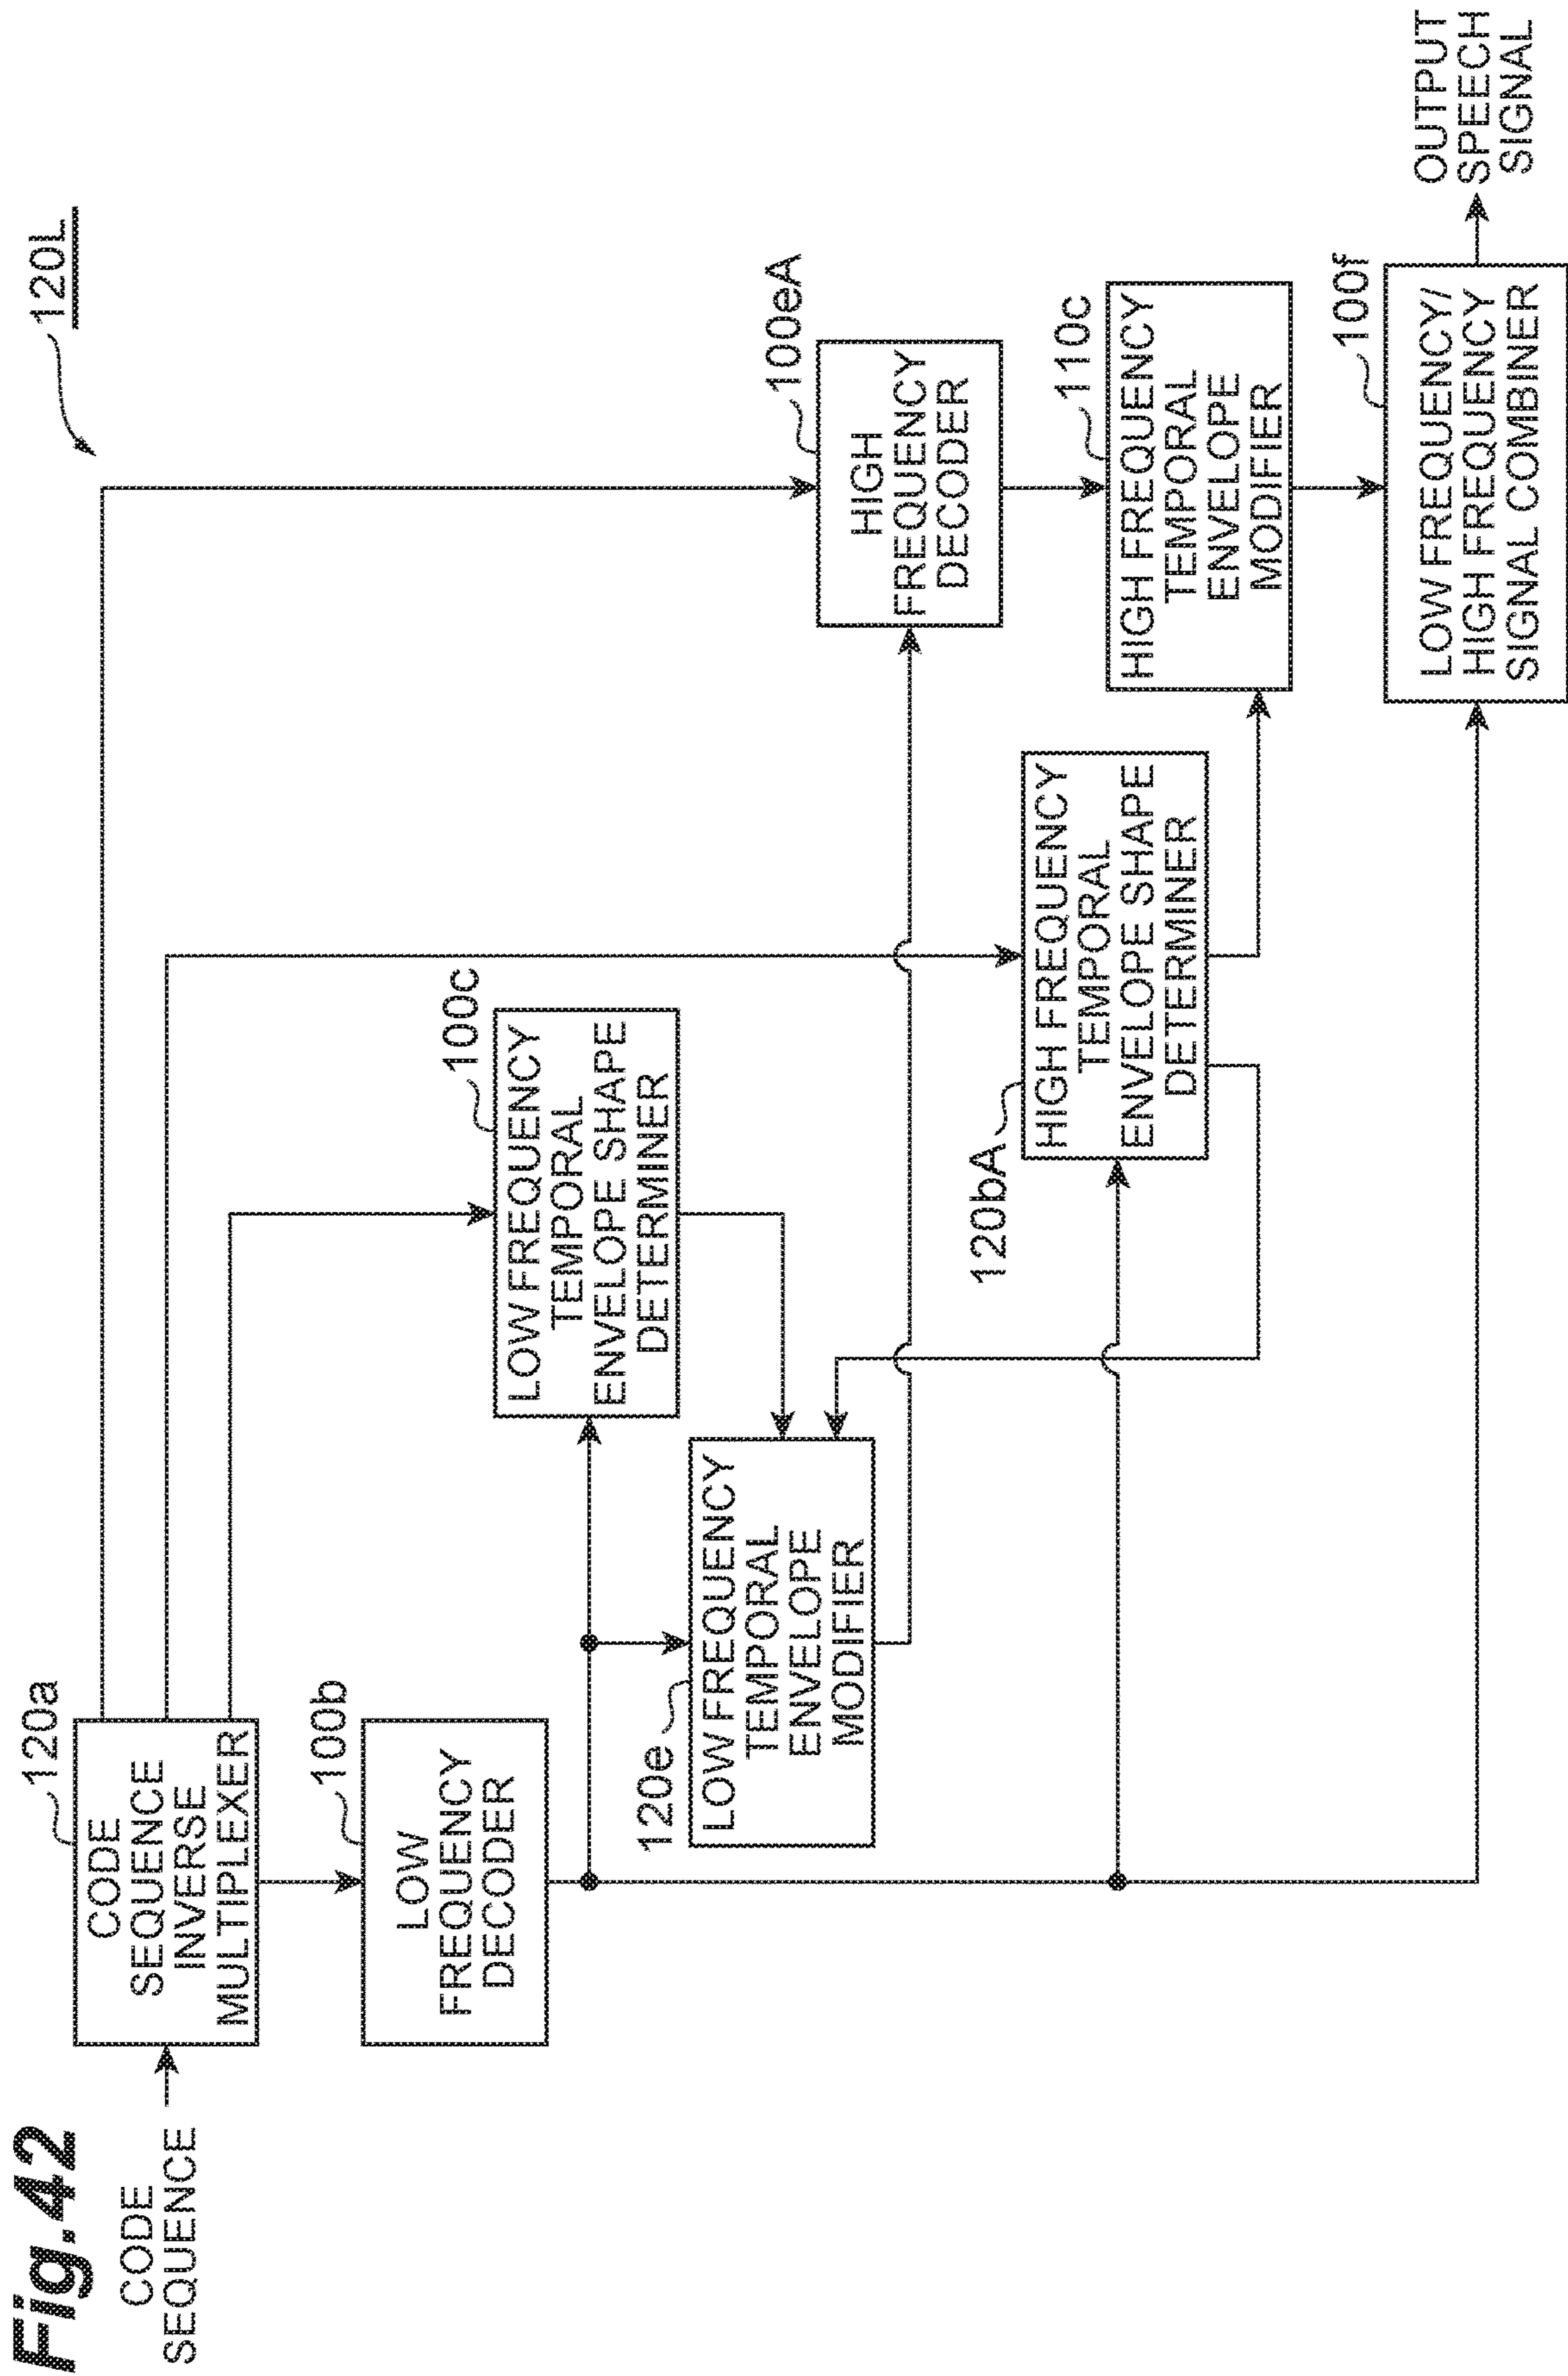 Fig.42
120L
CODE
SEQUENCE
120a
CODE
SEQUENCE
INVERSE
MULTIPLEXER
100b
LOW
FREQUENCY
DECODER
100c
LOW FREQUENCY
TEMPORAL
ENVELOPE SHAPE
DETERMINER
120e
LOW FREQUENCY
TEMPORAL
ENVELOPE
MODIFIER
100eA
HIGH
FREQUENCY
DECODER
120bA
HIGH FREQUENCY
TEMPORAL
ENVELOPE SHAPE
DETERMINER
110c
HIGH FREQUENCY
TEMPORAL
ENVELOPE
MODIFIER
100f
LOW FREQUENCY/
HIGH FREQUENCY
SIGNAL COMBINER
OUTPUT
SPEECH
SIGNAL